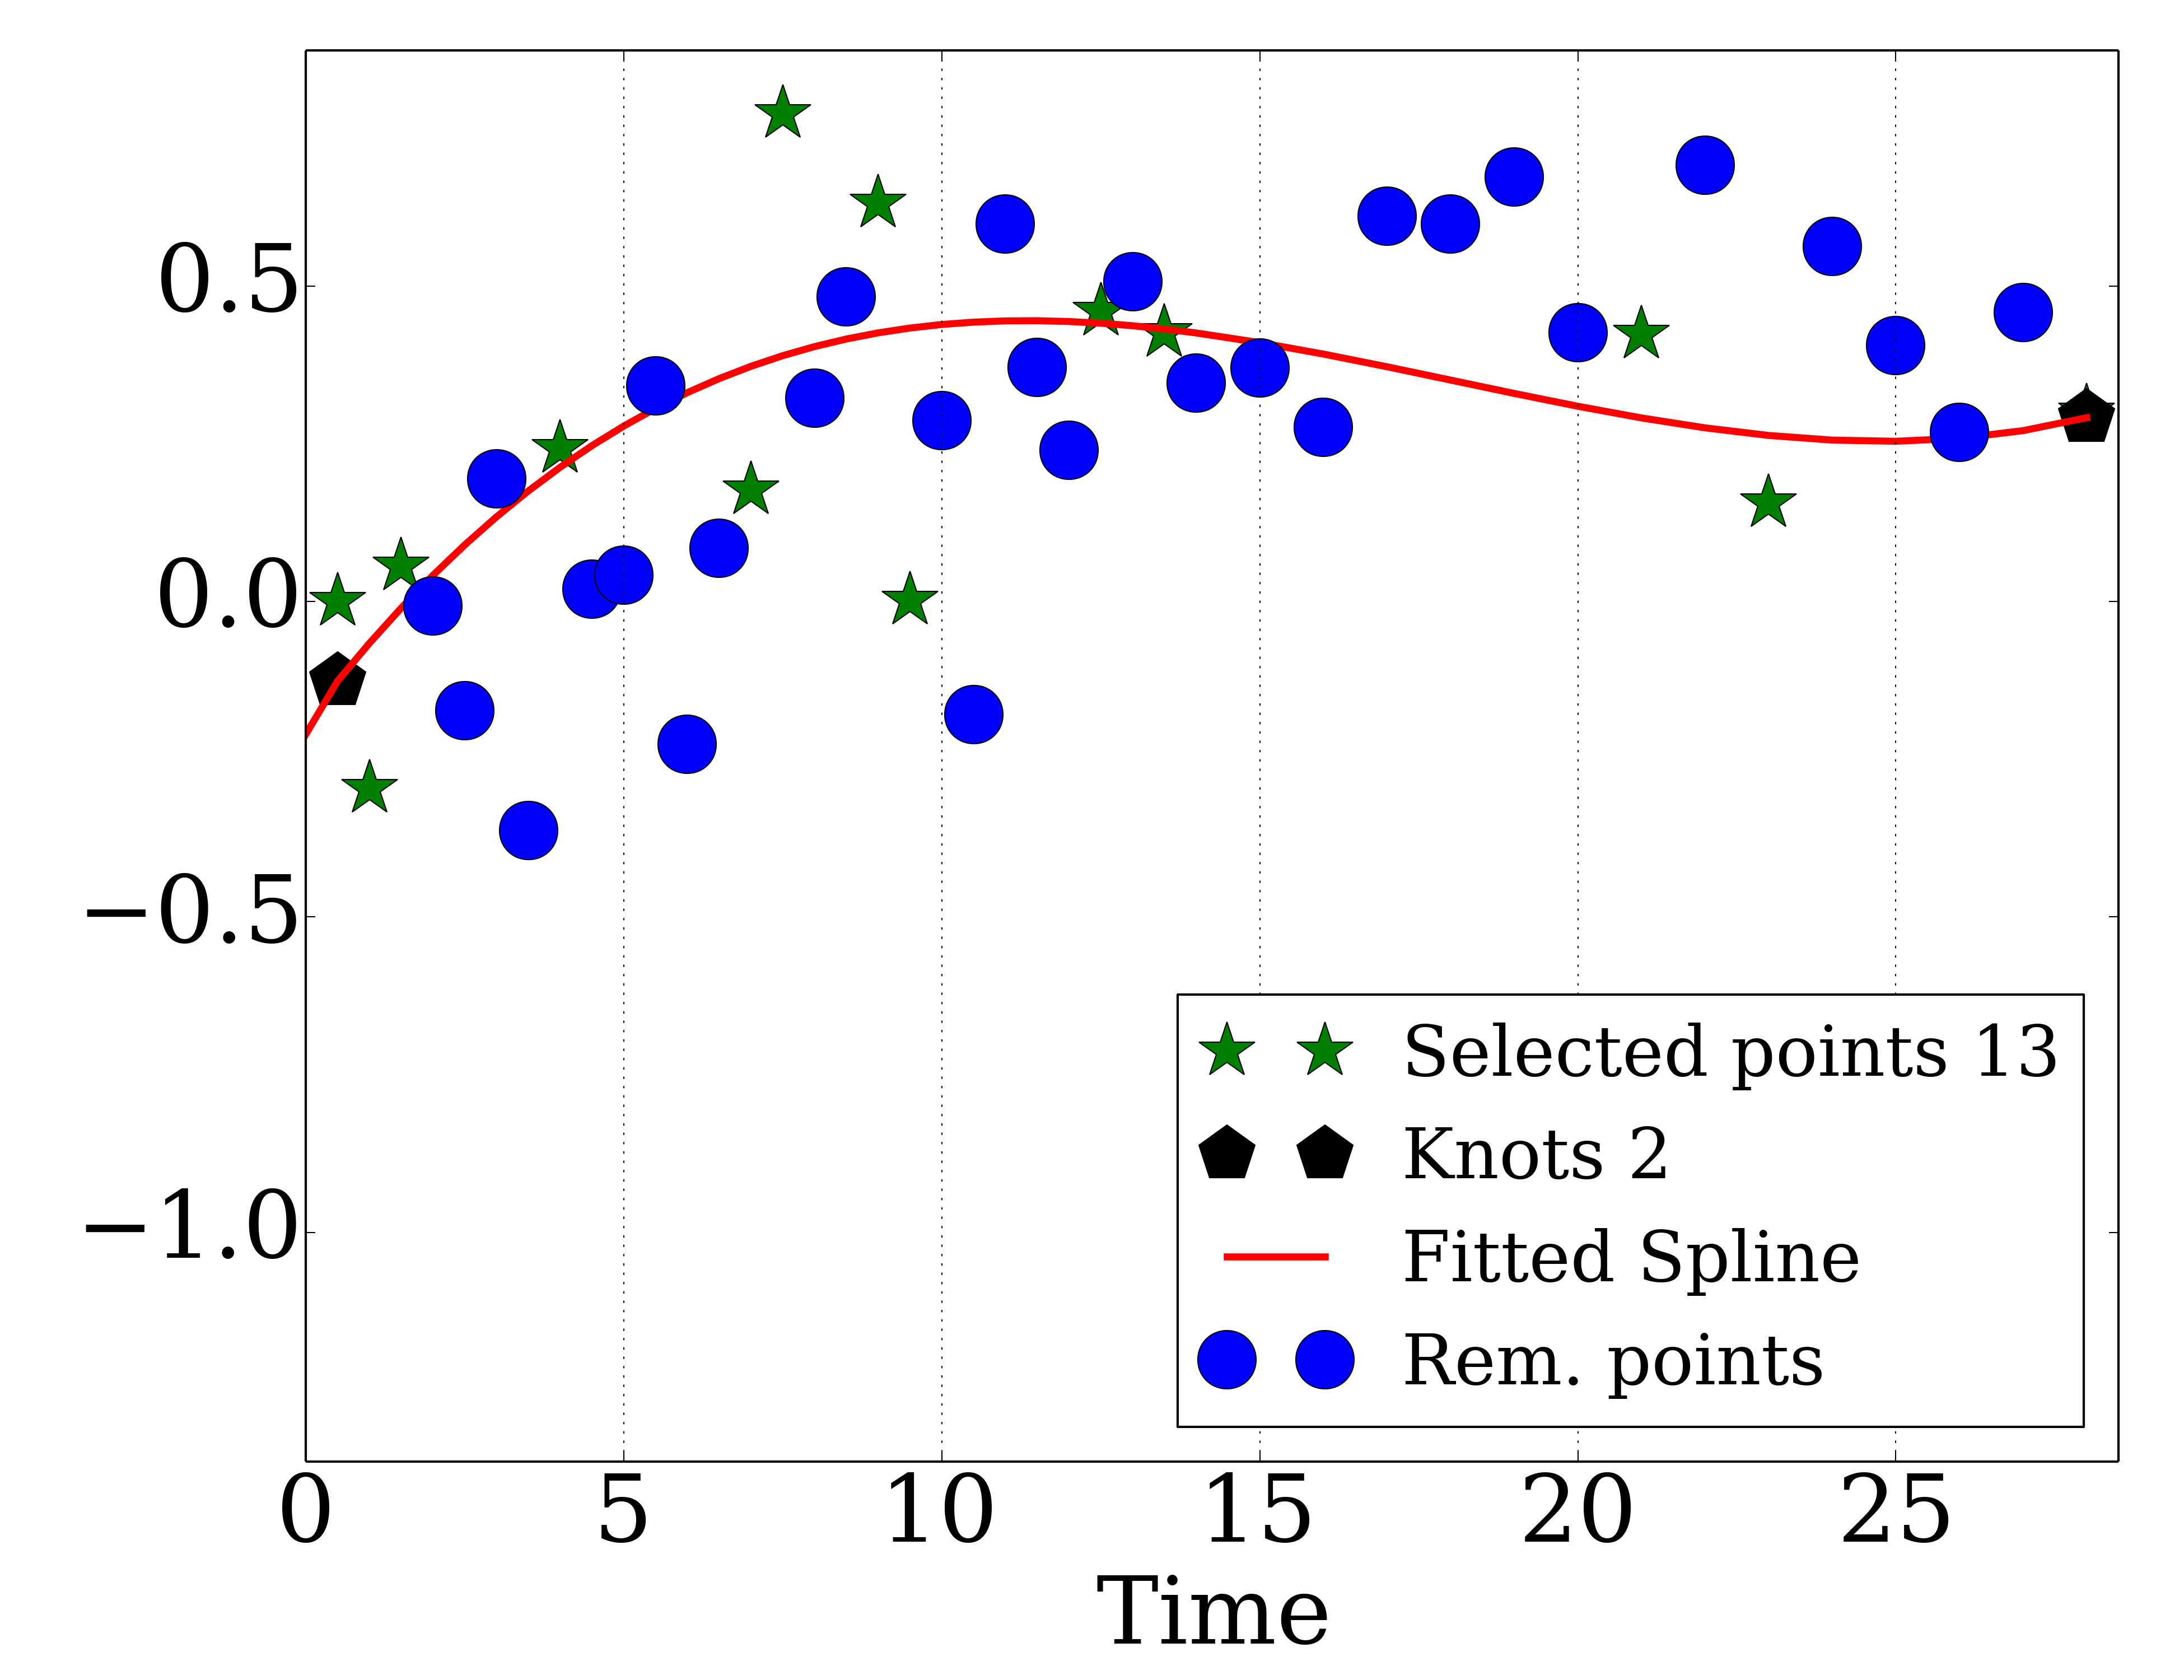 0.5
0.0
−0.5
−1.0
Selected points 13
Knots 2
Fitted Spline
Rem. points
0 5 10 15 20 25
Time